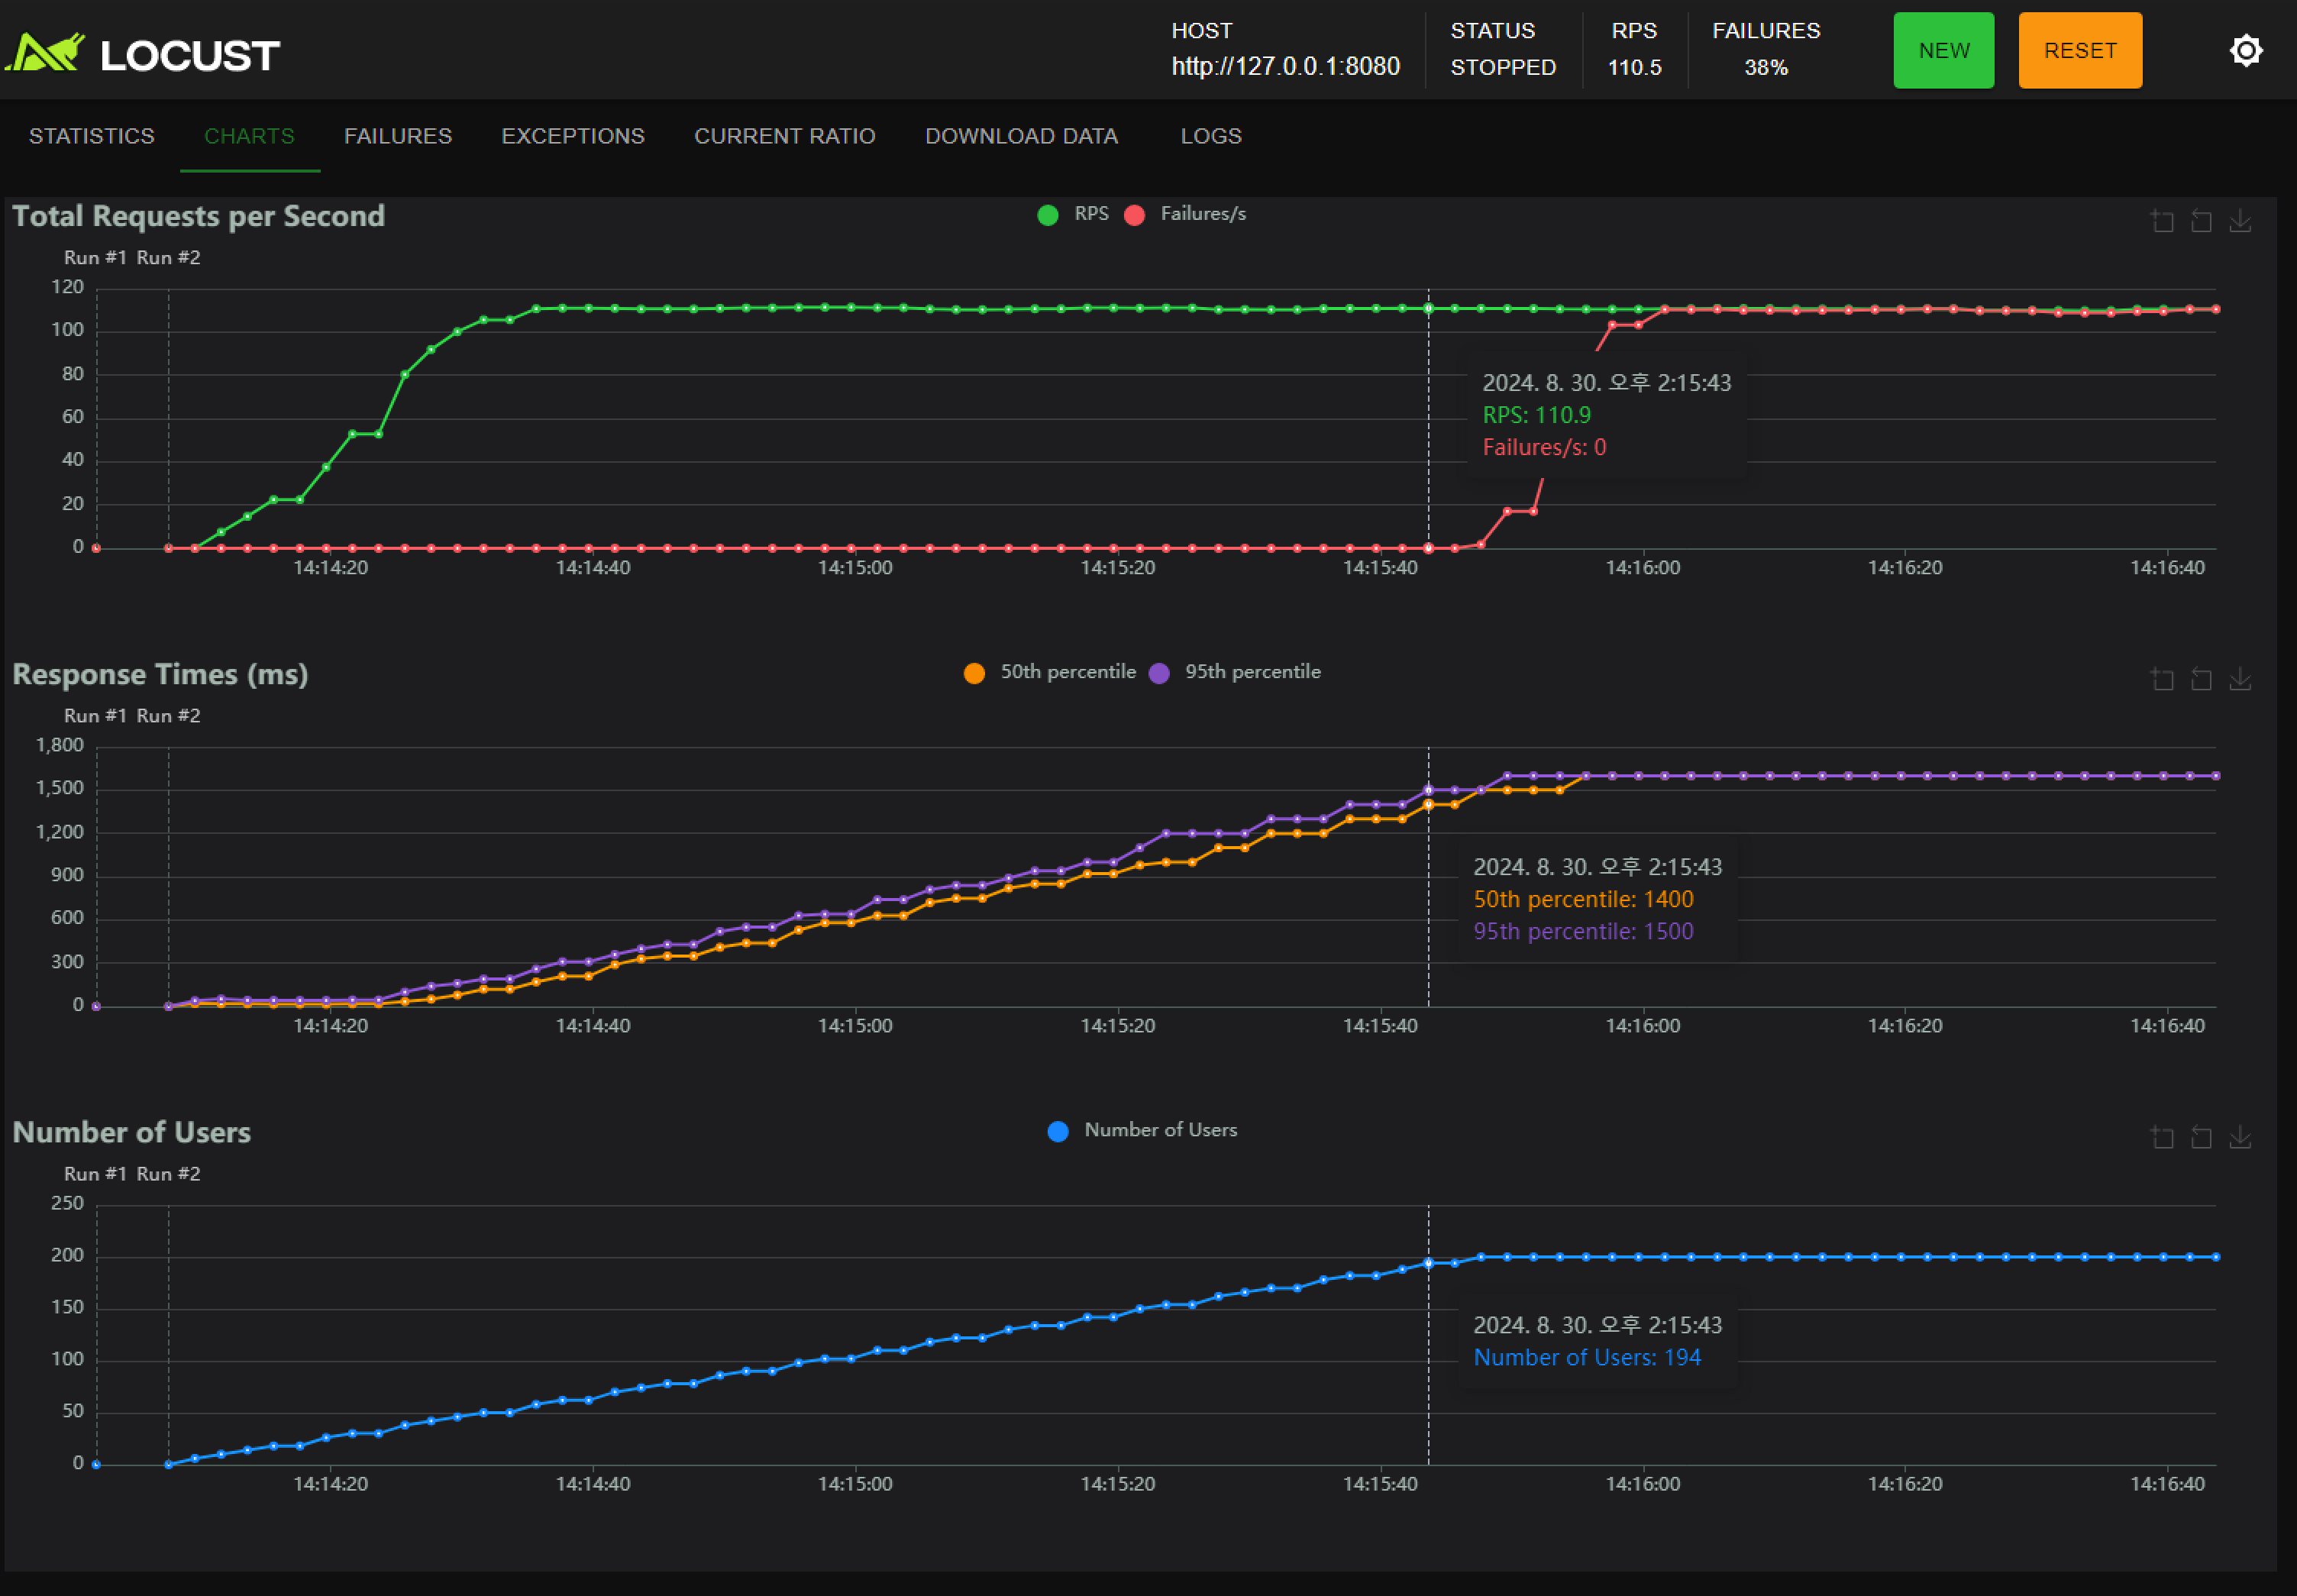 LOCUST
HOST
http://127.0.0.1:8080
STATUS
STOPPED
RPS
110.5
FAILURES
38%
NEW
RESET
STATISTICS CHARTS FAILURES EXCEPTIONS CURRENT RATIO DOWNLOAD DATA LOGS
Total Requests per Second
RPS Failures/s
Run #1 Run #2
120
100
80
60
40
20
0
2024. 8. 30. 오후 2:15:43
RPS: 110.9
Failures/s: 0
14:14:20 14:14:40 14:15:00 14:15:20 14:15:40 14:16:00 14:16:20 14:16:40
Response Times (ms)
50th percentile 95th percentile
Run #1 Run #2
1,800
1,500
1,200
900
600
300
0
2024. 8. 30. 오후 2:15:43
50th percentile: 1400
95th percentile: 1500
14:14:20 14:14:40 14:15:00 14:15:20 14:15:40 14:16:00 14:16:20 14:16:40
Number of Users
Number of Users
Run #1 Run #2
250
200
150
100
50
0
2024. 8. 30. 오후 2:15:43
Number of Users: 194
14:14:20 14:14:40 14:15:00 14:15:20 14:15:40 14:16:00 14:16:20 14:16:40